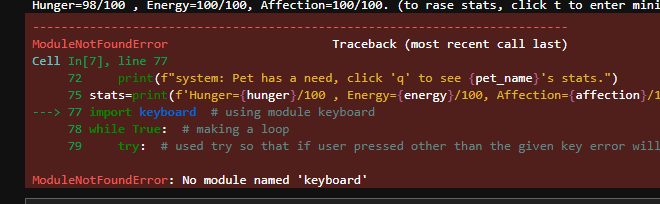 Hunger=98/100 , Energy=100/100, Affection=100/100. (to rase stats, click t to enter mini
---------------------------------------------------------------------------
ModuleNotFoundError                       Traceback (most recent call last)
Cell In[7], line 77
     72     print(f"system: Pet has a need, click 'q' to see {pet_name}'s stats.")
     75 stats=print(f'Hunger={hunger}/100 , Energy={energy}/100, Affection={affection}/1
---> 77 import keyboard  # using module keyboard
     78 while True:  # making a loop
     79     try:  # used try so that if user pressed other than the given key error will
ModuleNotFoundError: No module named 'keyboard'